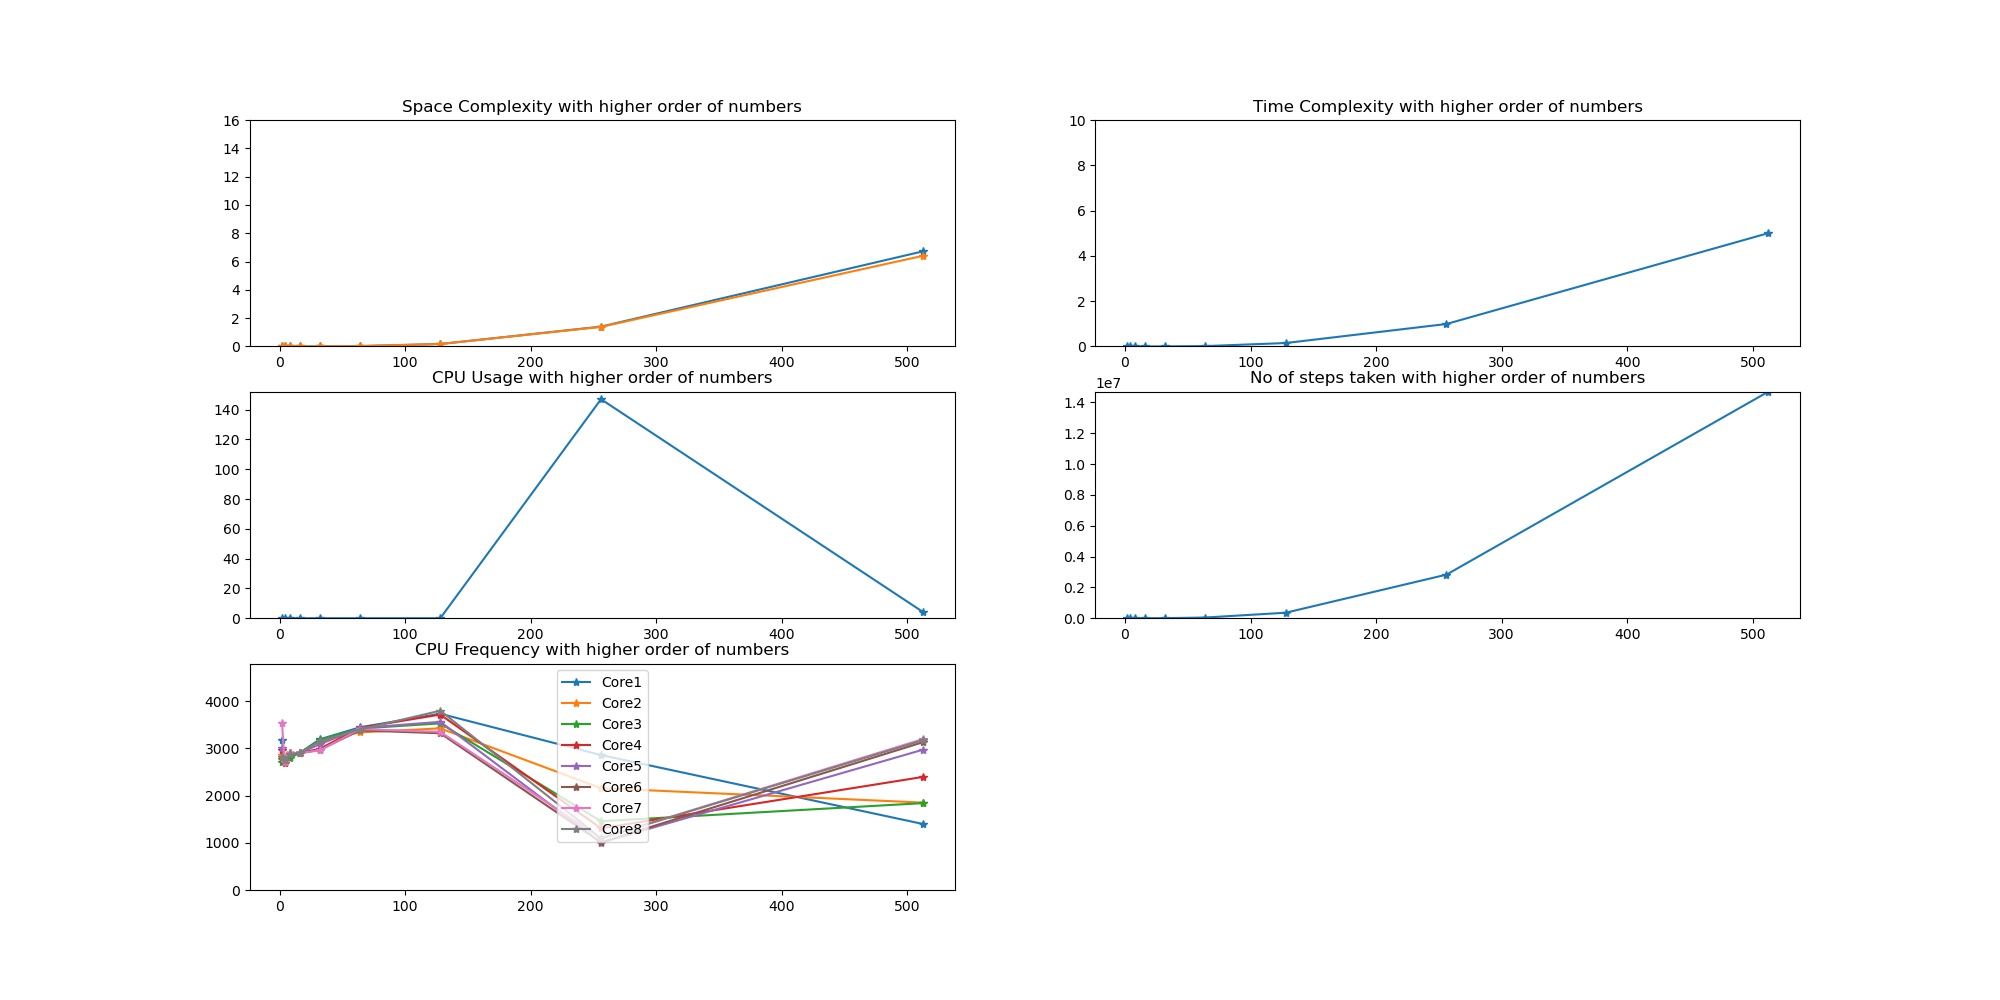 Space Complexity with higher order of numbers
16
14
12
10
8
6
4
2
0
0 100 200 300 400 500
Time Complexity with higher order of numbers
10
8
6
4
2
0
0 100 200 300 400 500
CPU Usage with higher order of numbers
140
120
100
80
60
40
20
0
0 100 200 300 400 500
No of steps taken with higher order of numbers
1e7
1.4
1.2
1.0
0.8
0.6
0.4
0.2
0.0
0 100 200 300 400 500
CPU Frequency with higher order of numbers
4000
3000
2000
1000
0
0 100 200 300 400 500
Core1
Core2
Core3
Core4
Core5
Core6
Core7
Core8